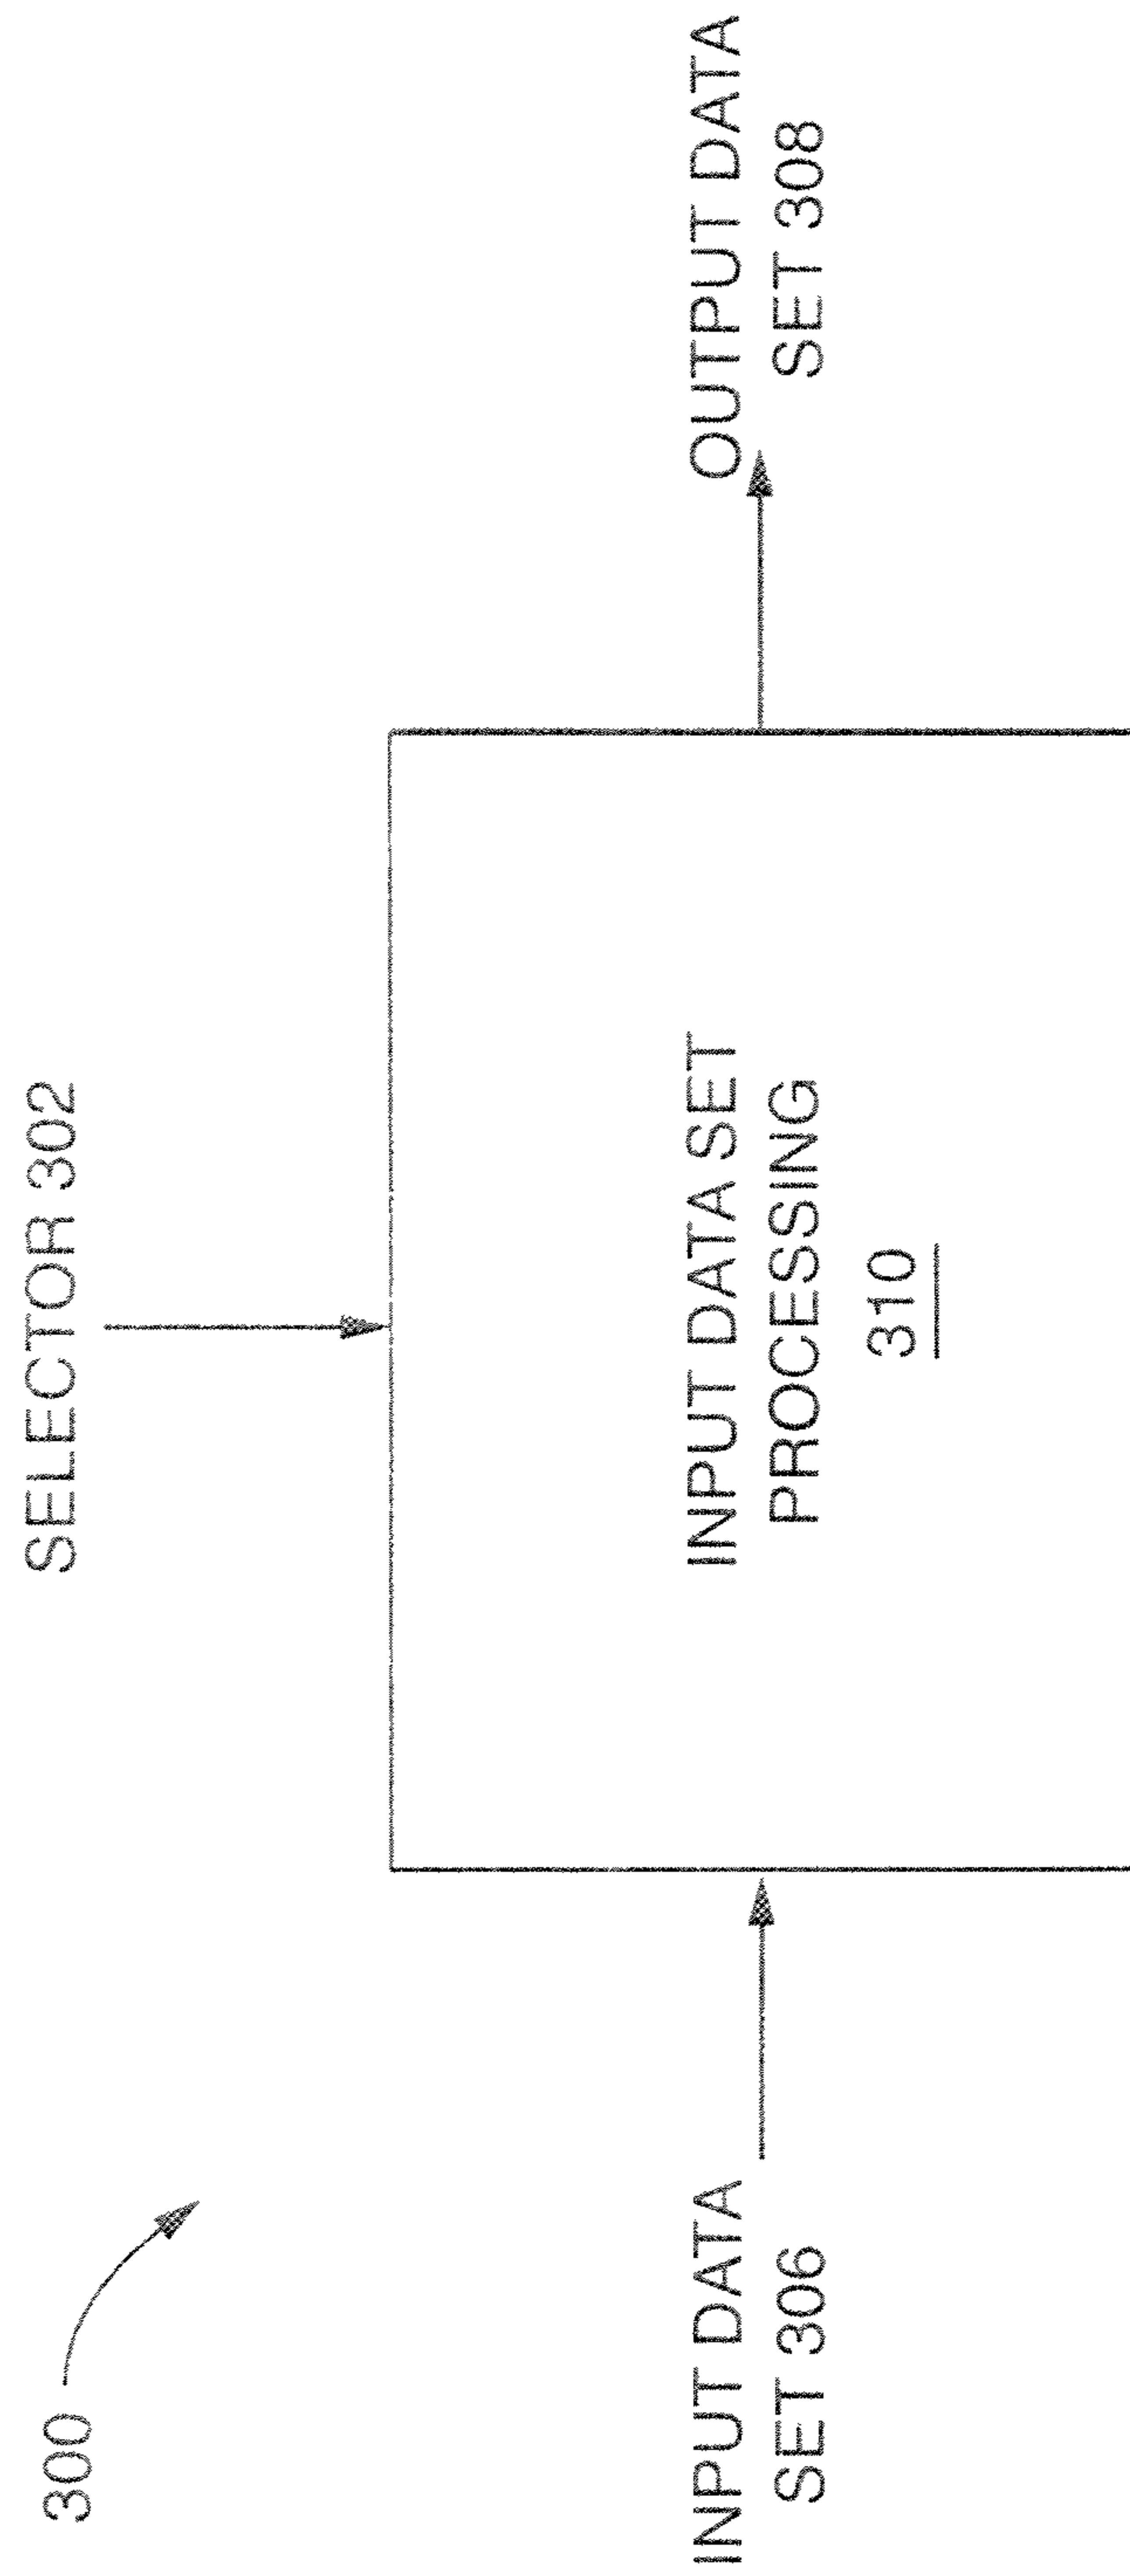 300
SELECTOR 302
INPUT DATA
SET 306
INPUT DATA SET
PROCESSING
310
OUTPUT DATA
SET 308